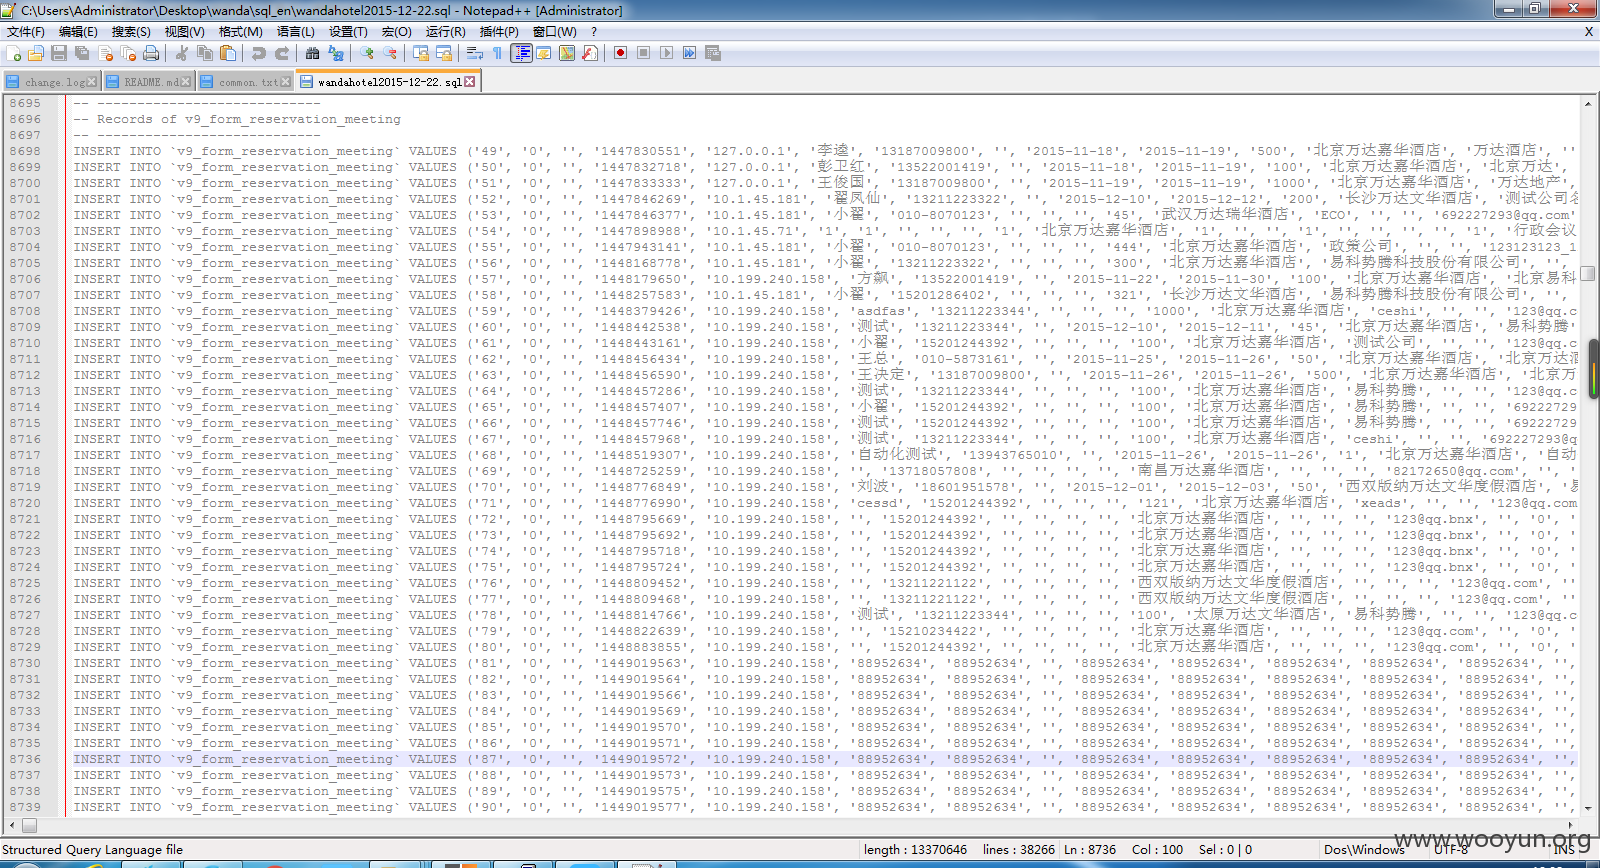 C:\Users\Administrator\Desktop\wanda\sql_en\wandahotel2015-12-22.sql - Notepad++ [Administrator]
文件(F) 编辑(E) 搜索(S) 视图(V) 格式(M) 语言(L) 设置(T) 宏(O) 运行(R) 插件(P) 窗口(W) ? X
change.log README.md common.txt wandahotel2015-12-22.sql
8695 -- ----------------------------
8696 -- Records of v9_form_reservation_meeting
8697 -- ----------------------------
8698 INSERT INTO `v9_form_reservation_meeting` VALUES ('49', '0', '', '1447830551', '127.0.0.1', '李逵', '13187009800', '', '2015-11-18', '2015-11-19', '500', '北京万达嘉华酒店', '万达酒店', ''
8699 INSERT INTO `v9_form_reservation_meeting` VALUES ('50', '0', '', '1447832718', '127.0.0.1', '彭卫红', '13522001419', '', '2015-11-18', '2015-11-19', '100', '北京万达嘉华酒店', '北京万达',
8700 INSERT INTO `v9_form_reservation_meeting` VALUES ('51', '0', '', '1447833333', '127.0.0.1', '王俊国', '13187009800', '', '2015-11-19', '2015-11-19', '1000', '北京万达嘉华酒店', '万达地产',
8701 INSERT INTO `v9_form_reservation_meeting` VALUES ('52', '0', '', '1447846269', '10.1.45.181', '翟凤仙', '13211223322', '', '2015-12-10', '2015-12-12', '200', '长沙万达文华酒店', '测试公司名
8702 INSERT INTO `v9_form_reservation_meeting` VALUES ('53', '0', '', '1447846377', '10.1.45.181', '小翟', '010-8070123', '', '', '', '45', '武汉万达瑞华酒店', 'ECO', '', '', '692227293@qq.com'
8703 INSERT INTO `v9_form_reservation_meeting` VALUES ('54', '0', '', '1447898988', '10.1.45.71', '1', '1', '', '', '', '1', '北京万达嘉华酒店', '1', '', '', '1', '行政会议
8704 INSERT INTO `v9_form_reservation_meeting` VALUES ('55', '0', '', '1447943141', '10.1.45.181', '小翟', '010-8070123', '', '', '', '444', '北京万达嘉华酒店', '政策公司', '', '', '123123123_1
8705 INSERT INTO `v9_form_reservation_meeting` VALUES ('56', '0', '', '1448168778', '10.1.45.181', '小翟', '13211223322', '', '', '', '300', '北京万达嘉华酒店', '易科势腾科技股份有限公司', '',
8706 INSERT INTO `v9_form_reservation_meeting` VALUES ('57', '0', '', '1448179650', '10.199.240.158', '方飙', '13522001419', '', '2015-11-22', '2015-11-30', '100', '北京万达嘉华酒店', '北京易科
8707 INSERT INTO `v9_form_reservation_meeting` VALUES ('58', '0', '', '1448257583', '10.1.45.181', '小翟', '15201286402', '', '', '', '321', '长沙万达文华酒店', '易科势腾科技股份有限公司', '',
8708 INSERT INTO `v9_form_reservation_meeting` VALUES ('59', '0', '', '1448379426', '10.199.240.158', 'asdfas', '13211223344', '', '', '', '1000', '北京万达嘉华酒店', 'ceshi', '', '', '123@qq.c
8709 INSERT INTO `v9_form_reservation_meeting` VALUES ('60', '0', '', '1448442538', '10.199.240.158', '测试', '13211223344', '', '2015-12-10', '2015-12-11', '45', '北京万达嘉华酒店', '易科势腾'
8710 INSERT INTO `v9_form_reservation_meeting` VALUES ('61', '0', '', '1448443161', '10.199.240.158', '小翟', '15201244392', '', '', '', '100', '北京万达嘉华酒店', '测试公司', '', '', '123@qq.c
8711 INSERT INTO `v9_form_reservation_meeting` VALUES ('62', '0', '', '1448456434', '10.199.240.158', '王总', '010-5873161', '', '2015-11-25', '2015-11-26', '50', '北京万达嘉华酒店', '北京万达酒
8712 INSERT INTO `v9_form_reservation_meeting` VALUES ('63', '0', '', '1448456590', '10.199.240.158', '王决定', '13187009800', '', '2015-11-26', '2015-11-26', '500', '北京万达嘉华酒店', '北京万
8713 INSERT INTO `v9_form_reservation_meeting` VALUES ('64', '0', '', '1448457286', '10.199.240.158', '测试', '13211223344', '', '', '', '100', '北京万达嘉华酒店', '易科势腾', '', '', '123@qq.c
8714 INSERT INTO `v9_form_reservation_meeting` VALUES ('65', '0', '', '1448457407', '10.199.240.158', '小翟', '15201244392', '', '', '', '100', '北京万达嘉华酒店', '易科势腾', '', '', '69222729
8715 INSERT INTO `v9_form_reservation_meeting` VALUES ('66', '0', '', '1448457746', '10.199.240.158', '测试', '15201244392', '', '', '', '100', '北京万达嘉华酒店', '易科势腾', '', '', '69222729
8716 INSERT INTO `v9_form_reservation_meeting` VALUES ('67', '0', '', '1448457968', '10.199.240.158', '测试', '13211223344', '', '', '', '100', '北京万达嘉华酒店', 'ceshi', '', '', '692227293@q
8717 INSERT INTO `v9_form_reservation_meeting` VALUES ('68', '0', '', '1448519307', '10.199.240.158', '自动化测试', '13943765010', '', '2015-11-26', '2015-11-26', '1', '北京万达嘉华酒店', '自动
8718 INSERT INTO `v9_form_reservation_meeting` VALUES ('69', '0', '', '1448725259', '10.199.240.158', '', '13718057808', '', '', '', '', '南昌万达嘉华酒店', '', '', '', '82172650@qq.com', '',
8719 INSERT INTO `v9_form_reservation_meeting` VALUES ('70', '0', '', '1448776849', '10.199.240.158', '刘波', '18601951578', '', '2015-12-01', '2015-12-03', '50', '西双版纳万达文华度假酒店', '易
8720 INSERT INTO `v9_form_reservation_meeting` VALUES ('71', '0', '', '1448776990', '10.199.240.158', 'cessd', '15201244392', '', '', '', '121', '北京万达嘉华酒店', 'xeads', '', '', '123@qq.com
8721 INSERT INTO `v9_form_reservation_meeting` VALUES ('72', '0', '', '1448795669', '10.199.240.158', '', '15201244392', '', '', '', '', '北京万达嘉华酒店', '', '', '', '123@qq.bnx', '', '0',
8722 INSERT INTO `v9_form_reservation_meeting` VALUES ('73', '0', '', '1448795692', '10.199.240.158', '', '15201244392', '', '', '', '', '北京万达嘉华酒店', '', '', '', '123@qq.bnx', '', '0',
8723 INSERT INTO `v9_form_reservation_meeting` VALUES ('74', '0', '', '1448795718', '10.199.240.158', '', '15201244392', '', '', '', '', '北京万达嘉华酒店', '', '', '', '123@qq.bnx', '', '0',
8724 INSERT INTO `v9_form_reservation_meeting` VALUES ('75', '0', '', '1448795724', '10.199.240.158', '', '15201244392', '', '', '', '', '北京万达嘉华酒店', '', '', '', '123@qq.bnx', '', '0',
8725 INSERT INTO `v9_form_reservation_meeting` VALUES ('76', '0', '', '1448809452', '10.199.240.158', '', '13211221122', '', '', '', '', '西双版纳万达文华度假酒店', '', '', '', '123@qq.com', '',
8726 INSERT INTO `v9_form_reservation_meeting` VALUES ('77', '0', '', '1448809468', '10.199.240.158', '', '13211221122', '', '', '', '', '西双版纳万达文华度假酒店', '', '', '', '123@qq.com', '',
8727 INSERT INTO `v9_form_reservation_meeting` VALUES ('78', '0', '', '1448814766', '10.199.240.158', '测试', '13211223344', '', '', '', '100', '太原万达文华酒店', '易科势腾', '', '', '123@qq.c
8728 INSERT INTO `v9_form_reservation_meeting` VALUES ('79', '0', '', '1448822639', '10.199.240.158', '', '15210234422', '', '', '', '', '北京万达嘉华酒店', '', '', '', '123@qq.com', '', '0',
8729 INSERT INTO `v9_form_reservation_meeting` VALUES ('80', '0', '', '1448883855', '10.199.240.158', '', '15201244392', '', '', '', '', '北京万达嘉华酒店', '', '', '', '123@qq.com', '', '0',
8730 INSERT INTO `v9_form_reservation_meeting` VALUES ('81', '0', '', '1449019563', '10.199.240.158', '88952634', '88952634', '', '88952634', '88952634', '88952634', '88952634', '88952634', '',
8731 INSERT INTO `v9_form_reservation_meeting` VALUES ('82', '0', '', '1449019564', '10.199.240.158', '88952634', '88952634', '', '88952634', '88952634', '88952634', '88952634', '88952634', '',
8732 INSERT INTO `v9_form_reservation_meeting` VALUES ('83', '0', '', '1449019566', '10.199.240.158', '88952634', '88952634', '', '88952634', '88952634', '88952634', '88952634', '88952634', '',
8733 INSERT INTO `v9_form_reservation_meeting` VALUES ('84', '0', '', '1449019569', '10.199.240.158', '88952634', '88952634', '', '88952634', '88952634', '88952634', '88952634', '88952634', '',
8734 INSERT INTO `v9_form_reservation_meeting` VALUES ('85', '0', '', '1449019570', '10.199.240.158', '88952634', '88952634', '', '88952634', '88952634', '88952634', '88952634', '88952634', '',
8735 INSERT INTO `v9_form_reservation_meeting` VALUES ('86', '0', '', '1449019571', '10.199.240.158', '88952634', '88952634', '', '88952634', '88952634', '88952634', '88952634', '88952634', '',
8736 INSERT INTO `v9_form_reservation_meeting` VALUES ('87', '0', '', '1449019572', '10.199.240.158', '88952634', '88952634', '', '88952634', '88952634', '88952634', '88952634', '88952634', '',
8737 INSERT INTO `v9_form_reservation_meeting` VALUES ('88', '0', '', '1449019573', '10.199.240.158', '88952634', '88952634', '', '88952634', '88952634', '88952634', '88952634', '88952634', '',
8738 INSERT INTO `v9_form_reservation_meeting` VALUES ('89', '0', '', '1449019575', '10.199.240.158', '88952634', '88952634', '', '88952634', '88952634', '88952634', '88952634', '88952634', '',
8739 INSERT INTO `v9_form_reservation_meeting` VALUES ('90', '0', '', '1449019577', '10.199.240.158', '88952634', '88952634', '', '88952634', '88952634', '88952634', '88952634', '88952634', '',
www.wooyun.org
Structured Query Language file length : 13370646 lines : 38266 Ln : 8736 Col : 100 Sel : 0 | 0 Dos\Windows UTF-8 INS